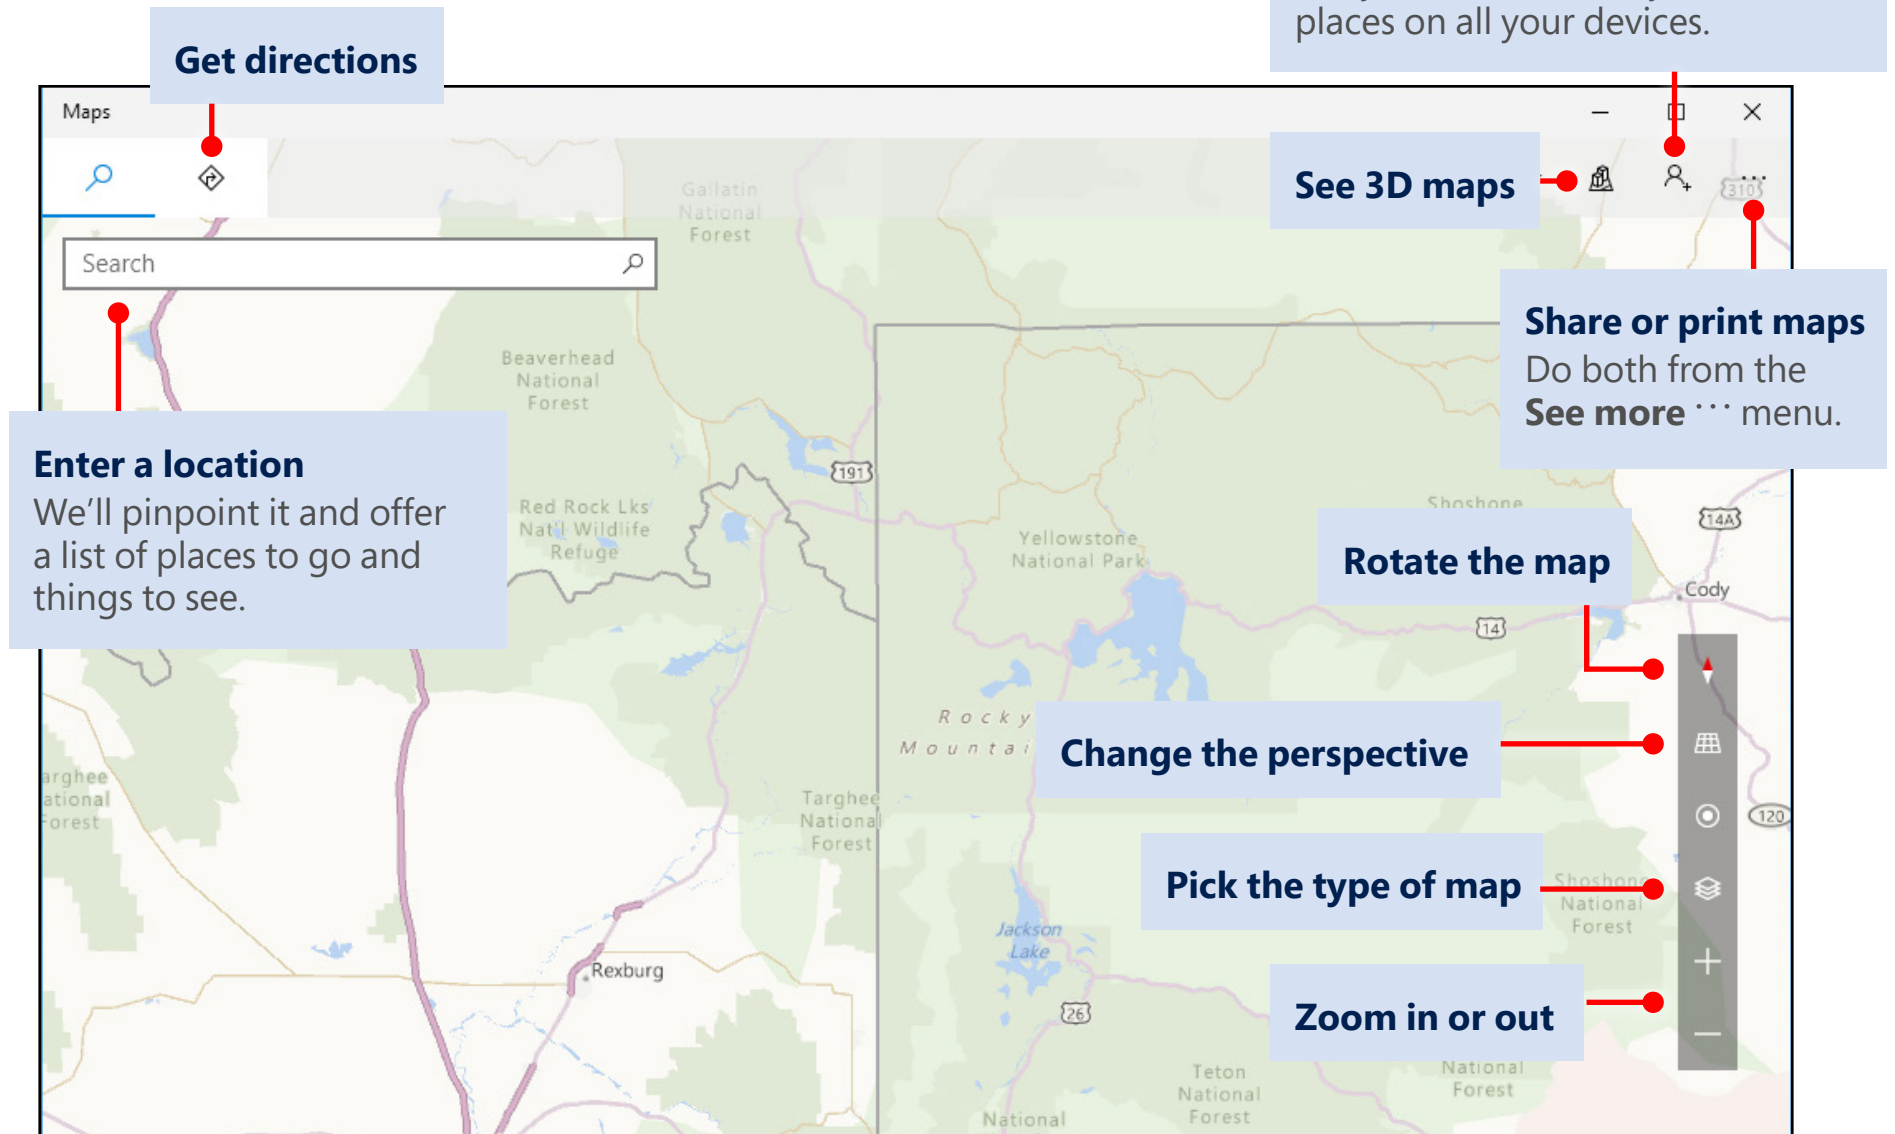 places on all your devices.
Get directions
Maps
See 3D maps
310
Search
Gallatin
National
Forest
Share or print maps
Do both from the
See more ··· menu.
Beaverhead
National
Forest
Enter a location
We'll pinpoint it and offer
a list of places to go and
things to see.
191
Red Rock Lks
Nat'l Wildlife
Refuge
Yellowstone
National Park
Shoshone
14A
Rotate the map
Cody
14
Rocky
Mountai
Change the perspective
arghee
ational
Forest
Targhee
National
Forest
120
Pick the type of map
Shoshone
National
Forest
Jackson
Lake
Rexburg
26
Zoom in or out
Teton
National
Forest
National
Forest
National